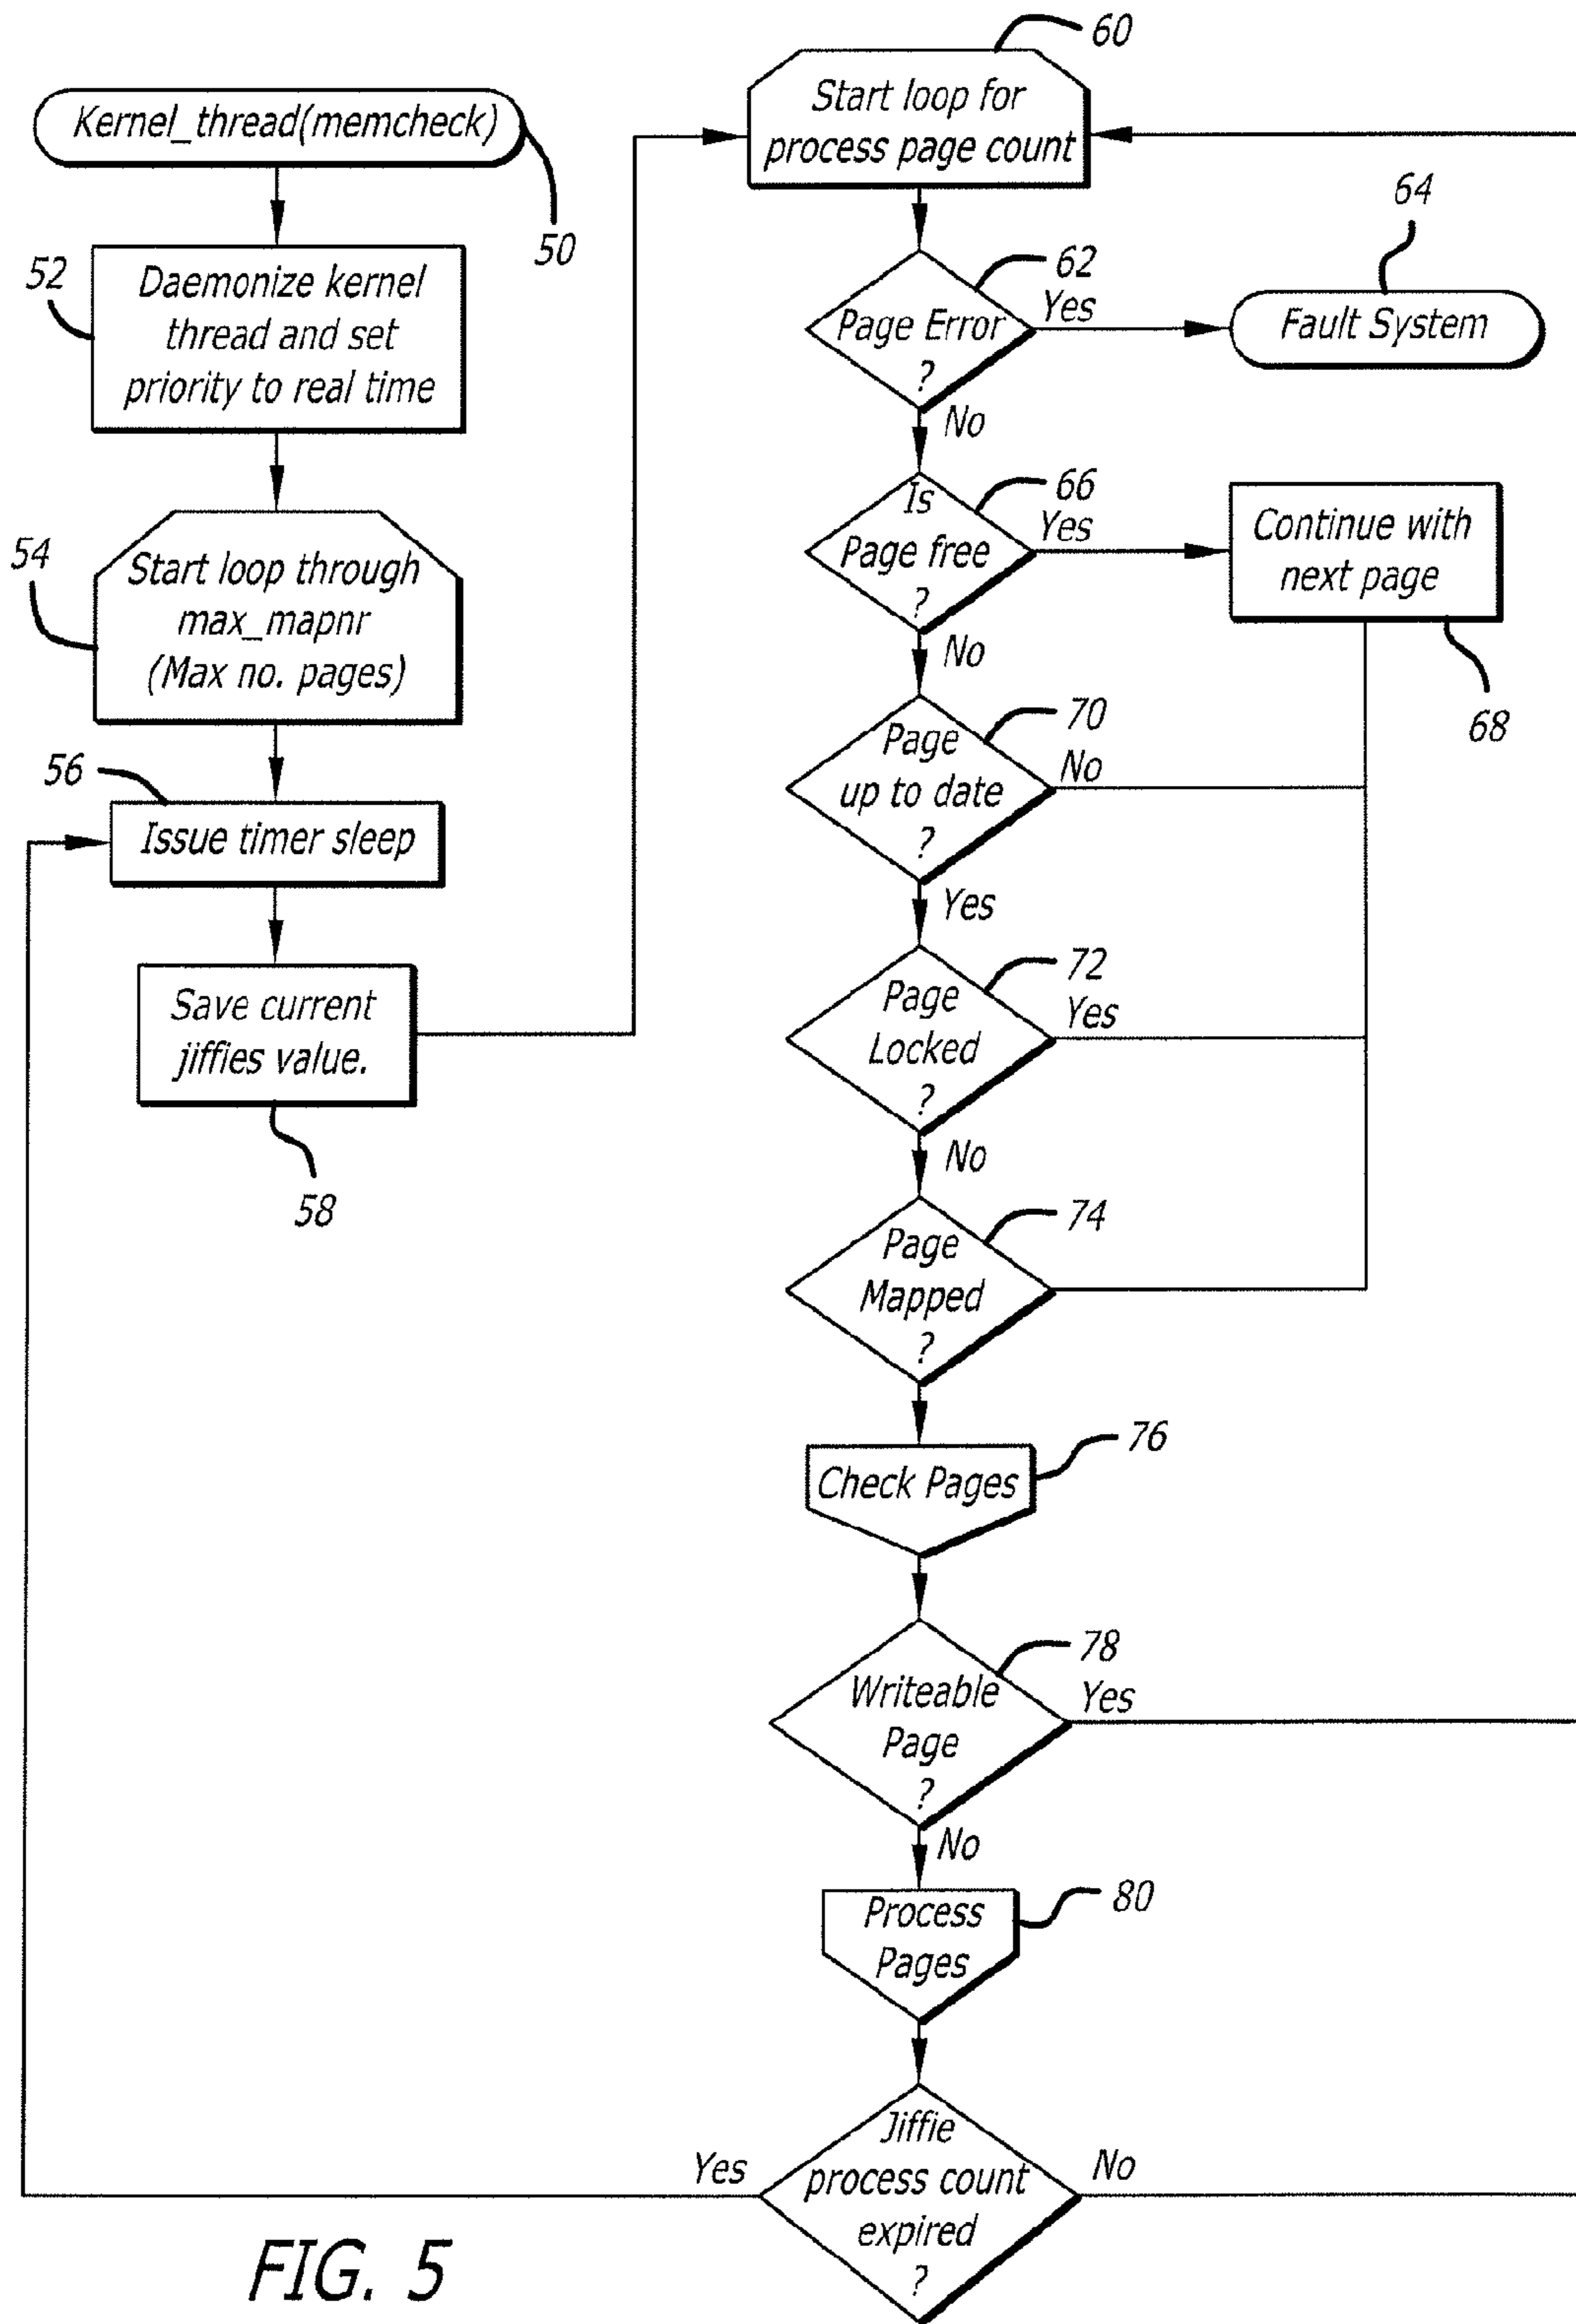 Kernel_thread(memcheck)
50
52
Daemonize kernel
thread and set
priority to real time
54
Start loop through
max_mapnr
(Max no. pages)
56
Issue timer sleep
Save current
jiffies value.
58
60
Start loop for
process page count
62
Page Error
?
Yes
No
64
Fault System
66
Is
Page free
?
Yes
No
Continue with
next page
68
70
Page
up to date
?
No
Yes
72
Page
Locked
?
Yes
No
74
Page
Mapped
?
76
Check Pages
78
Writeable
Page
?
Yes
No
80
Process
Pages
Jiffie
process count
expired
?
Yes
No
FIG. 5